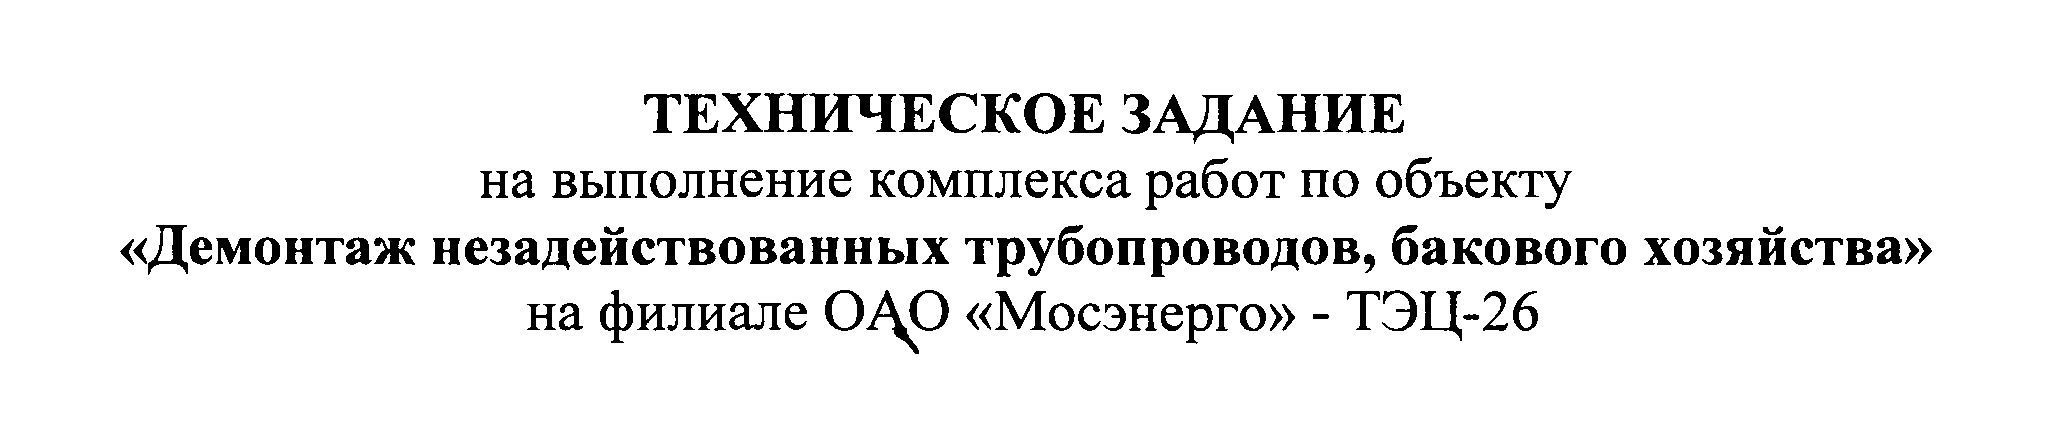 ТЕХНИЧЕСКОЕ ЗАДАНИЕ
на выполнение комплекса работ по объекту
«Демонтаж незадействованных трубопроводов, бакового хозяйства»
на филиале ОАО «Мосэнерго» - ТЭЦ-26